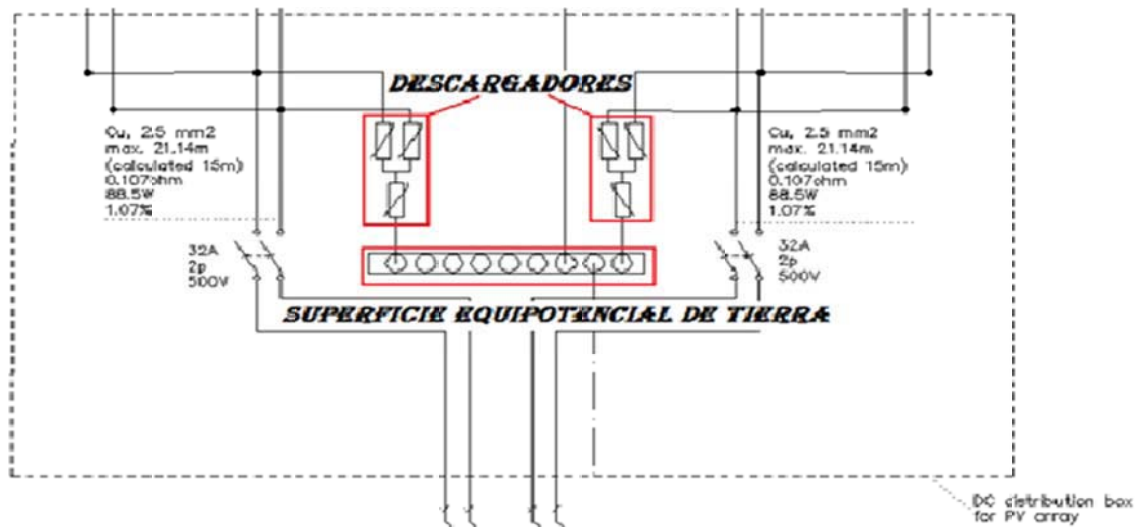 DESCARGADORES
Cu, 2.5 mm2
max. 21.14m
(calculated 15m)
0.107ohm
88.5W
1.07%
Cu, 2.5 mm2
max. 21.14m
(calculated 15m)
0.107ohm
88.5W
1.07%
32A
2p
500V
32A
2p
500V
SUPERFICIE EQUIPOTENCIAL DE TIERRA
DC distribution box
for PV array